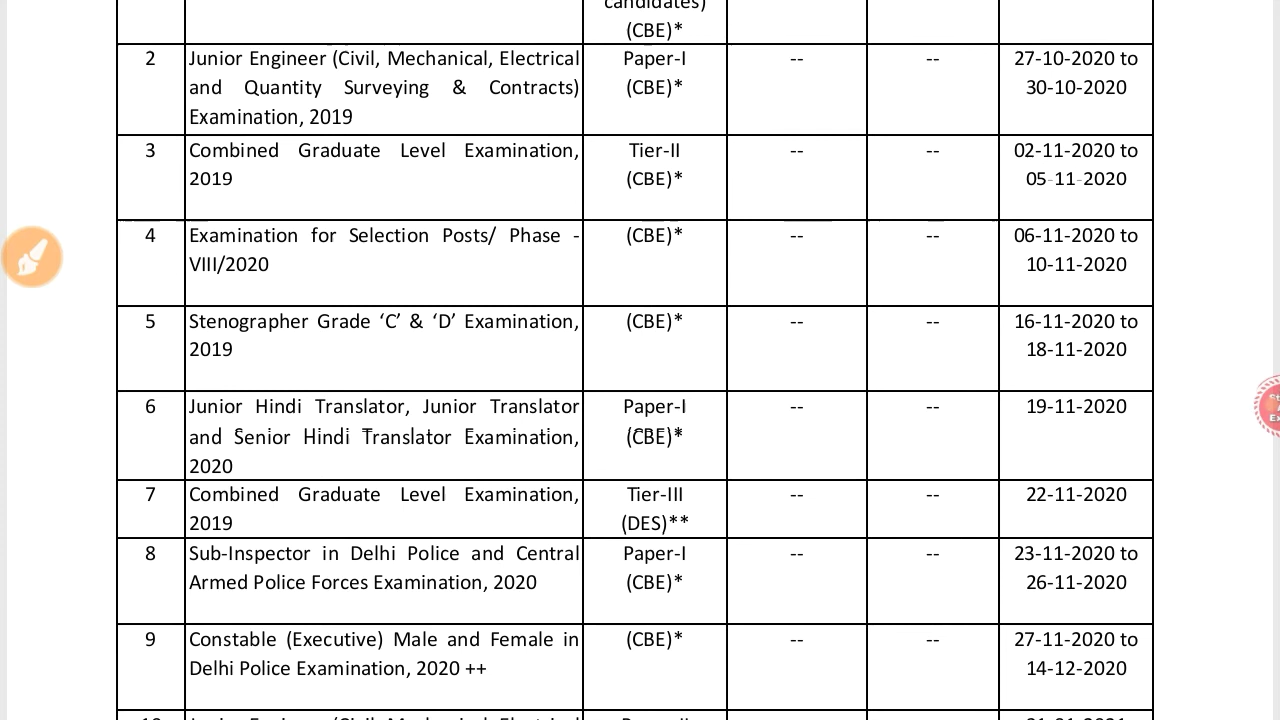 candidates)
(CBE)*
2 Junior Engineer (Civil, Mechanical, Electrical Paper-I -- -- 27-10-2020 to
and Quantity Surveying & Contracts) (CBE)* 30-10-2020
Examination, 2019
3 Combined Graduate Level Examination, Tier-II -- -- 02-11-2020 to
2019 (CBE)* 05-11-2020
4 Examination for Selection Posts/ Phase - (CBE)* -- -- 06-11-2020 to
VIII/2020 10-11-2020
5 Stenographer Grade ‘C’ & ‘D’ Examination, (CBE)* -- -- 16-11-2020 to
2019 18-11-2020
6 Junior Hindi Translator, Junior Translator Paper-I -- -- 19-11-2020
and Senior Hindi Translator Examination, (CBE)*
2020
7 Combined Graduate Level Examination, Tier-III -- -- 22-11-2020
2019 (DES)**
8 Sub-Inspector in Delhi Police and Central Paper-I -- -- 23-11-2020 to
Armed Police Forces Examination, 2020 (CBE)* 26-11-2020
9 Constable (Executive) Male and Female in (CBE)* -- -- 27-11-2020 to
Delhi Police Examination, 2020 ++ 14-12-2020